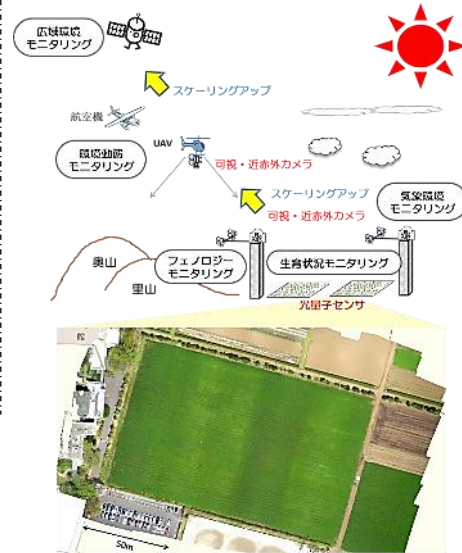 広域環境
モニタリング
スケーリングアップ
航空機
UAV
環境動態
モニタリング
可視・近赤外カメラ
スケーリングアップ
可視・近赤外カメラ
気象環境
モニタリング
奥山
里山
フェノロジー
モニタリング
生育状況モニタリング
光量子センサ
館
50m